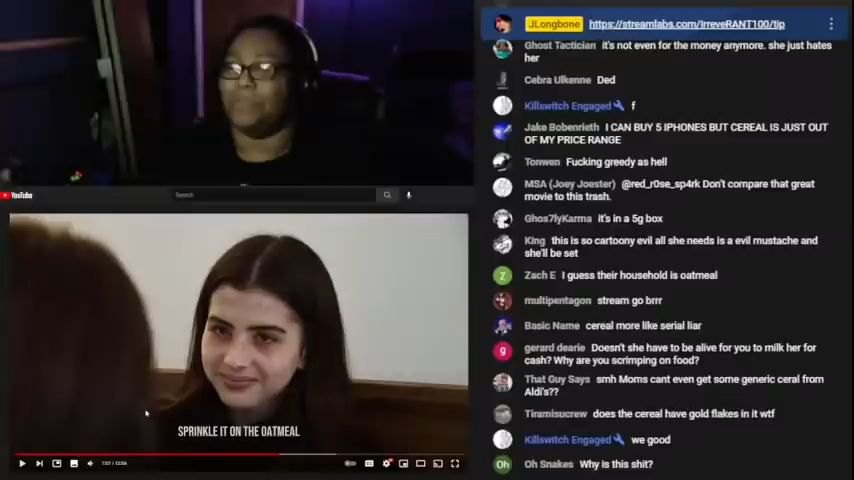 JLongbone https://streamlabs.com/IrreveRANT100/tip
Ghost Tactician it's not even for the money anymore. she just hates
her
Cebra Ulkenne Ded
Killswitch Engaged f
Jake Bobenrieth I CAN BUY 5 IPHONES BUT CEREAL IS JUST OUT
OF MY PRICE RANGE
Tonwen Fucking greedy as hell
MSA (Joey Joester) @red_r0se_sp4rk Don't compare that great
movie to this trash.
Ghos7lyKarma it's in a 5g box
King this is so cartoony evil all she needs is a evil mustache and
she'll be set
Z
Zach E I guess their household is oatmeal
multipentagon stream go brrr
Basic Name cereal more like serial liar
g
gerard dearie Doesn't she have to be alive for you to milk her for
cash? Why are you scrimping on food?
That Guy Says smh Moms cant even get some generic ceral from
Aldi's??
Tiramisucrew does the cereal have gold flakes in it wtf
Killswitch Engaged we good
Oh
Oh Snakes Why is this shit?
YouTube
Search
SPRINKLE IT ON THE OATMEAL